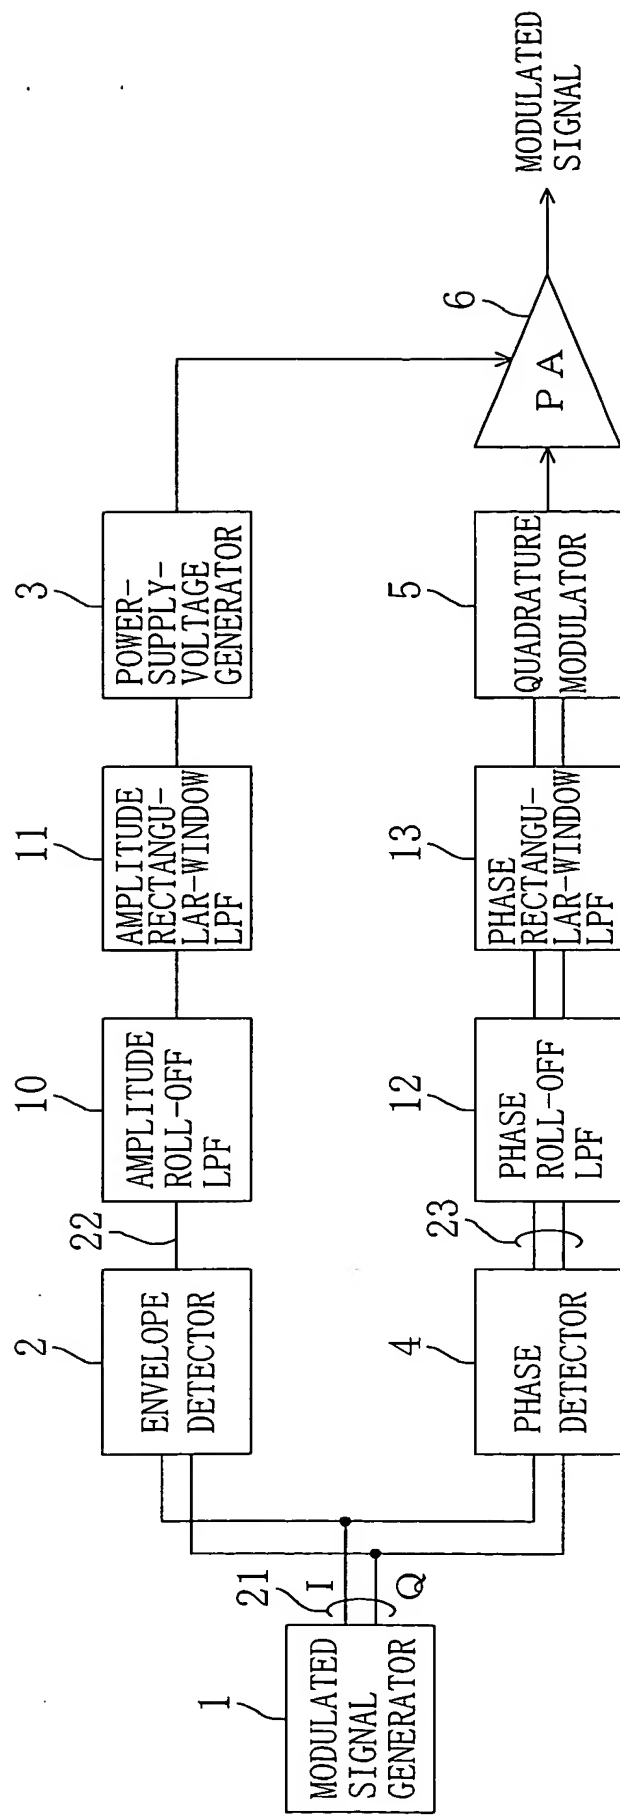 1
MODULATED
SIGNAL
GENERATOR
21
I
Q
2
ENVELOPE
DETECTOR
22
10
AMPLITUDE
ROLL-OFF
LPF
11
AMPLITUDE
RECTANGU-
LAR-WINDOW
LPF
3
POWER-
SUPPLY-
VOLTAGE
GENERATOR
4
PHASE
DETECTOR
23
12
PHASE
ROLL-OFF
LPF
13
PHASE
RECTANGU-
LAR-WINDOW
LPF
5
QUADRATURE
MODULATOR
6
PA
MODULATED
SIGNAL